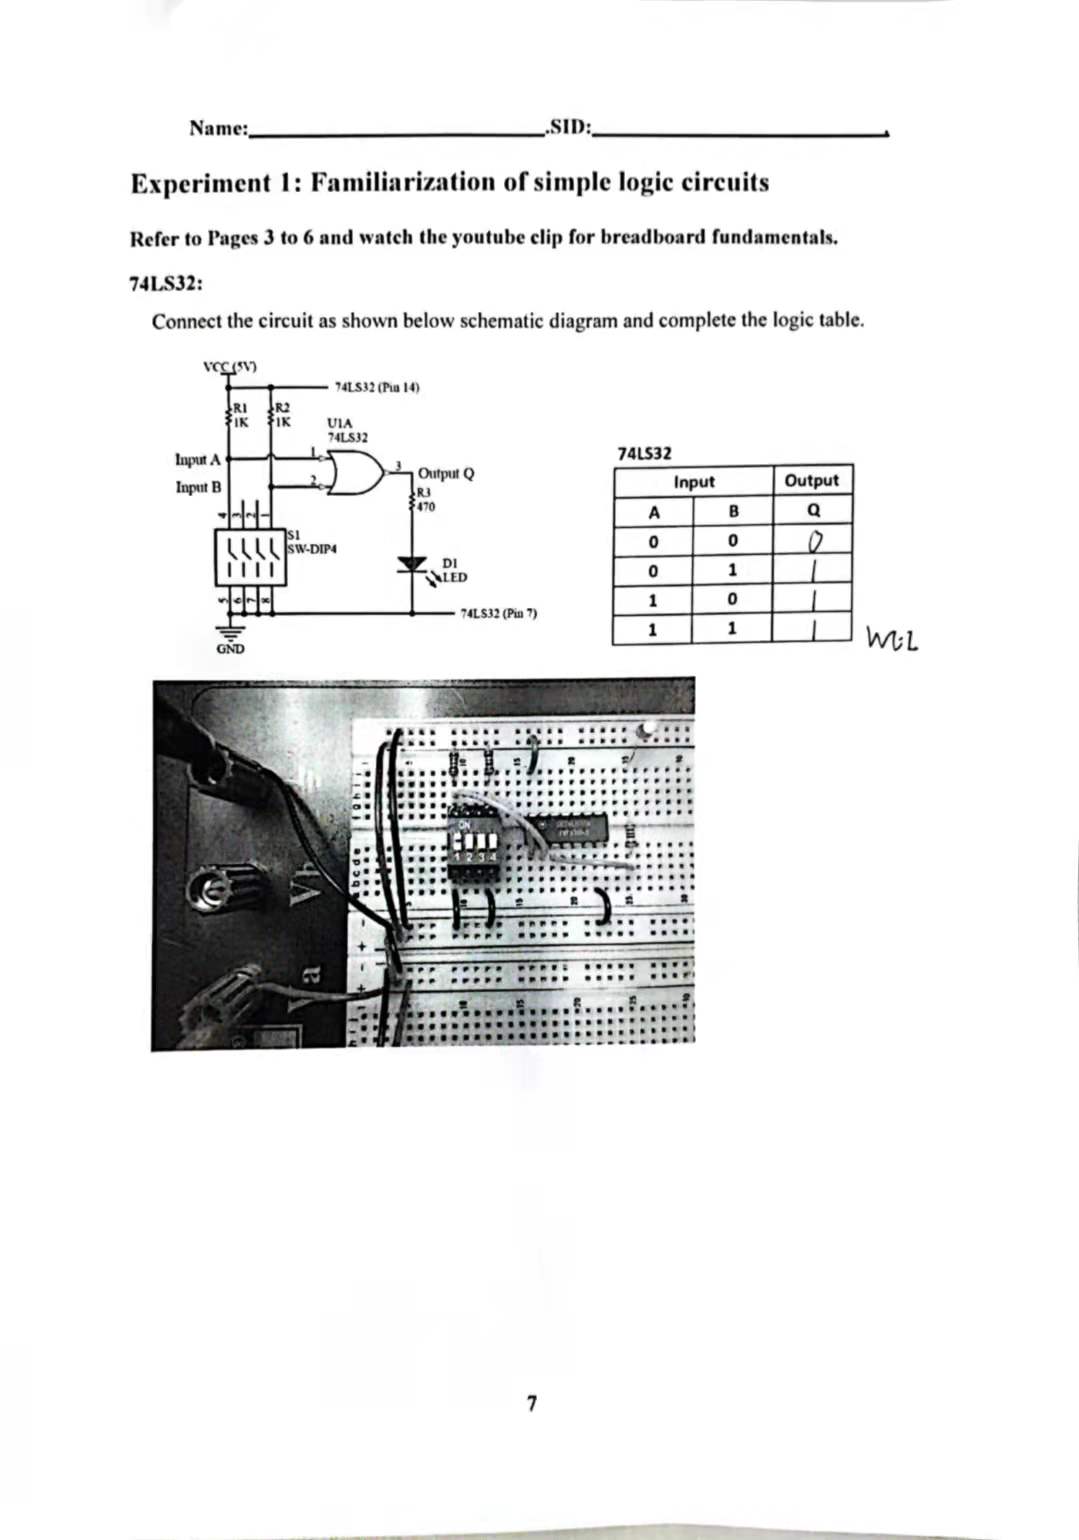 Name: .SID: .
Experiment 1: Familiarization of simple logic circuits
Refer to Pages 3 to 6 and watch the youtube clip for breadboard fundamentals.
74LS32:
Connect the circuit as shown below schematic diagram and complete the logic table.
VCC (5V)
74LS32 (Pin 14)
R1 R2
1K 1K
U1A
74LS32
Input A 1
Input B 2
3 Output Q
R3
470
4 3 2 1
S1
SW-DIP4
D1
LED
5 6 7 8
74LS32 (Pin 7)
GND
74LS32
Input Output
A B Q
0 0 0
0 1 1
1 0 1
1 1 1
ON
1 2 3 4
7